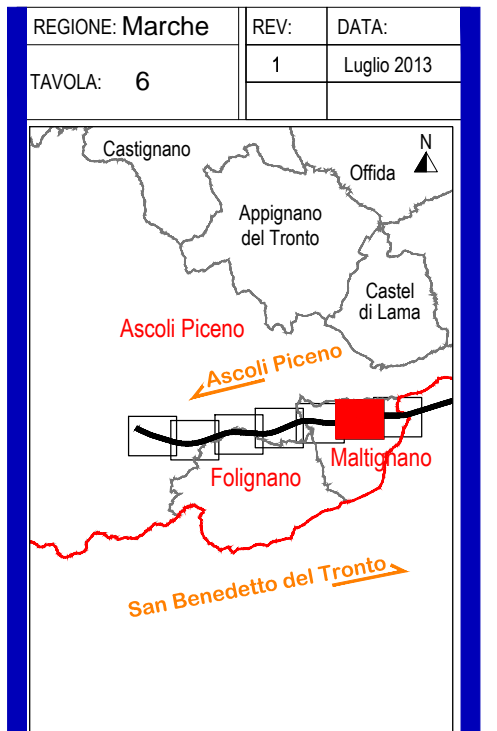 REGIONE: Marche
REV:
DATA:
TAVOLA: 6
1
Luglio 2013
N
Castignano
Offida
Appignano
del Tronto
Castel
di Lama
Ascoli Piceno
Ascoli Piceno
Maltignano
Folignano
San Benedetto del Tronto